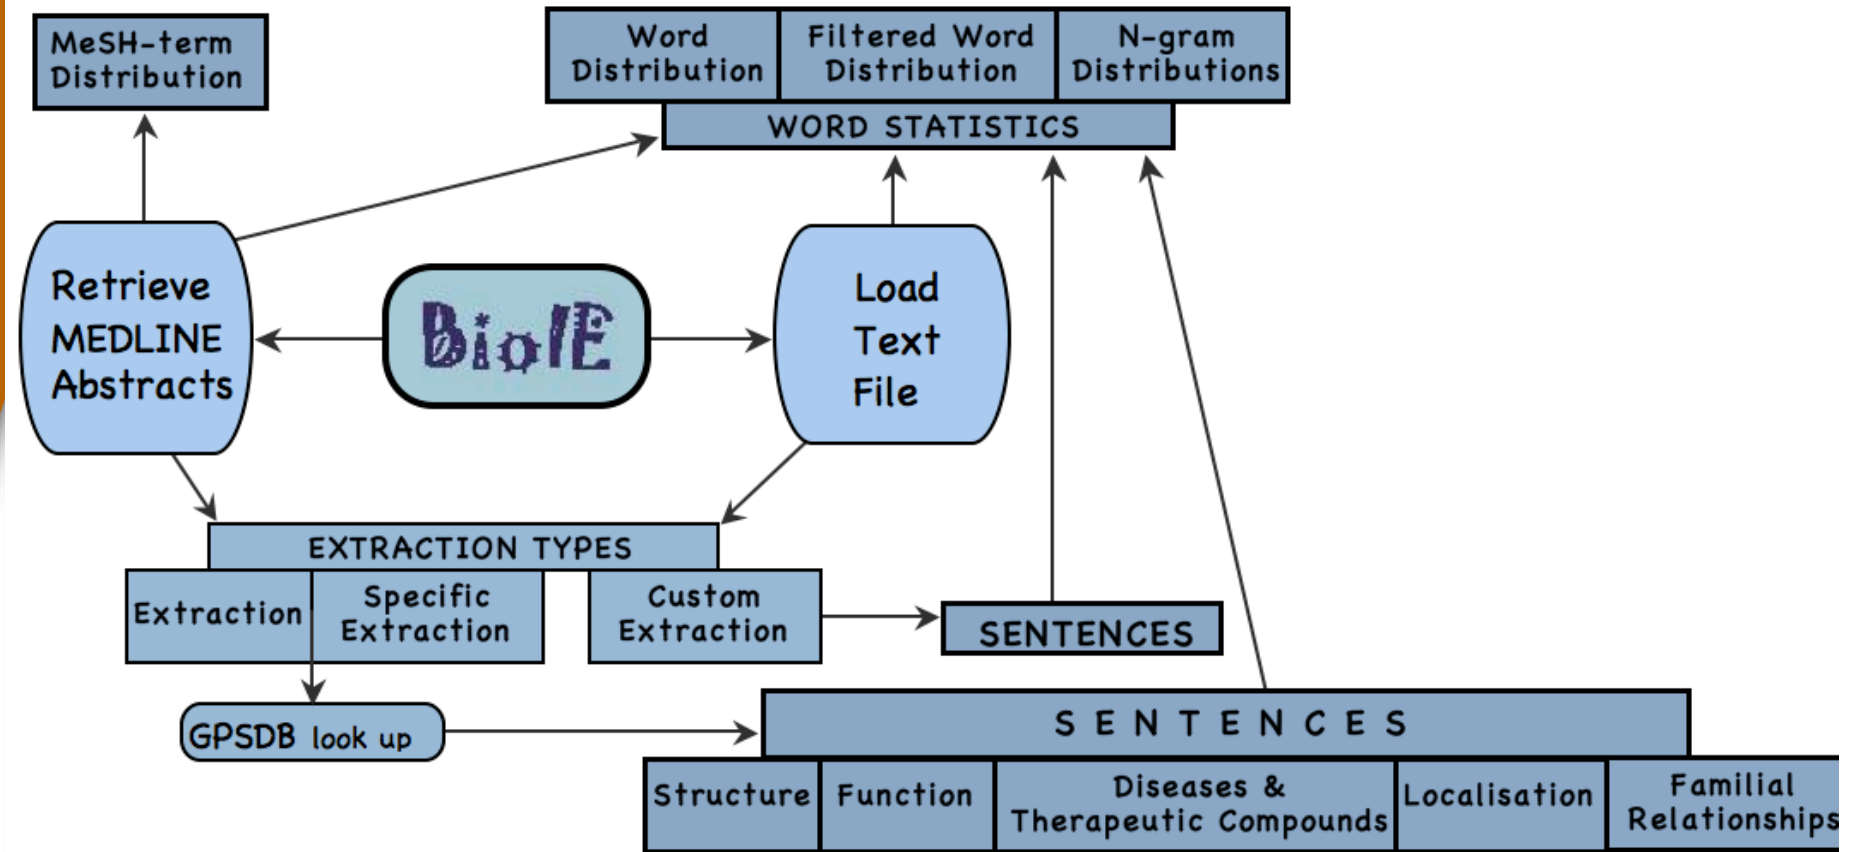 MeSH-term
Distribution
Word
Distribution
Filtered Word
Distribution
N-gram
Distributions
WORD STATISTICS
Retrieve
MEDLINE
Abstracts
BioIE
Load
Text
File
EXTRACTION TYPES
Extraction
Specific
Extraction
Custom
Extraction
SENTENCES
GPSDB look up
SENTENCES
Structure
Function
Diseases &
Therapeutic Compounds
Localisation
Familial
Relationships